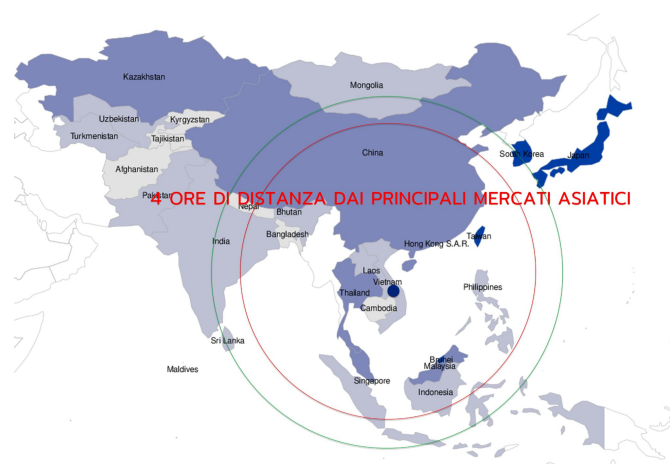 Kazakhstan
Mongolia
Uzbekistan
Kyrgyzstan
Turkmenistan
Tajikistan
China
South Korea
Japan
Afghanistan
Pakistan
4 ORE DI DISTANZA DAI PRINCIPALI MERCATI ASIATICI
Nepal
Bhutan
Bangladesh
Taiwan
India
Hong Kong S.A.R.
Laos
Vietnam
Thailand
Philippines
Cambodia
Sri Lanka
Brunei
Malaysia
Maldives
Singapore
Indonesia